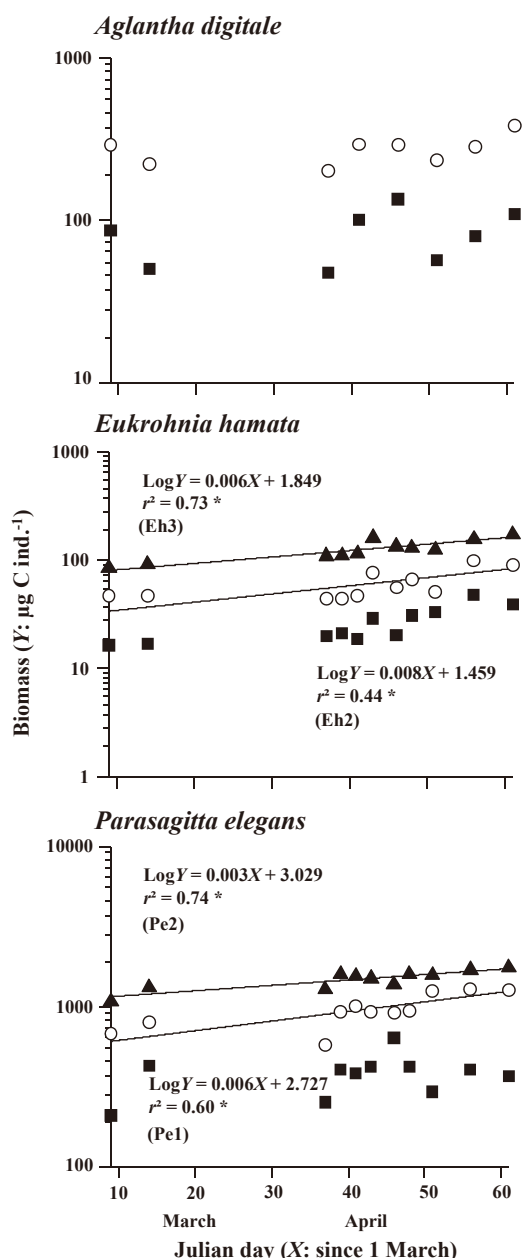 Aglantha digitale
1000
100
10
Eukrohnia hamata
1000
LogY = 0.006X + 1.849
r² = 0.73 *
(Eh3)
100
10
LogY = 0.008X + 1.459
r² = 0.44 *
(Eh2)
1
Biomass (Y: µg C ind.⁻¹)
Parasagitta elegans
10000
LogY = 0.003X + 3.029
r² = 0.74 *
(Pe2)
1000
LogY = 0.006X + 2.727
r² = 0.60 *
(Pe1)
100
10 20 30 40 50 60
March April
Julian day (X: since 1 March)